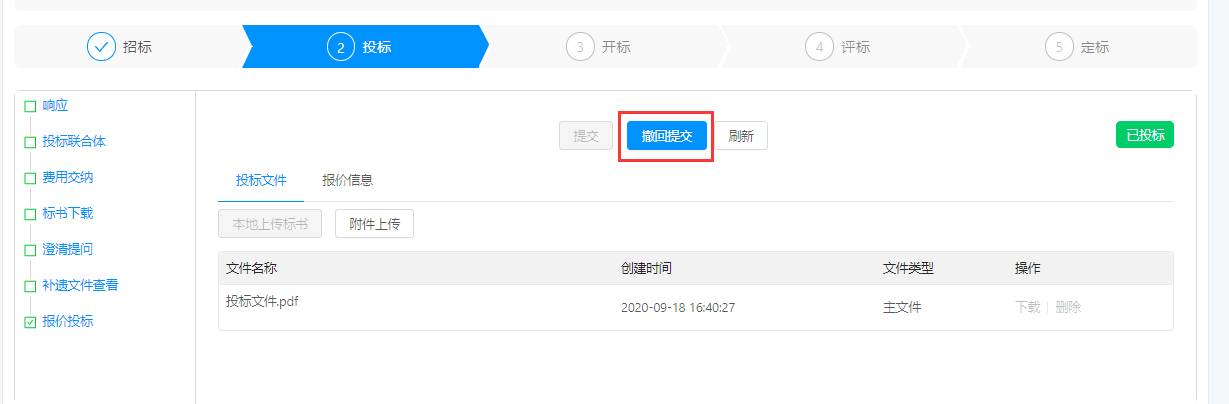 招标
2 投标
3 开标
4 评标
5 定标
响应
投标联合体
费用交纳
标书下载
澄清提问
补遗文件查看
报价投标
提交 撤回提交 刷新
已投标
投标文件 报价信息
本地上传标书 附件上传
文件名称 创建时间 文件类型 操作
投标文件.pdf 2020-09-18 16:40:27 主文件 下载 | 删除